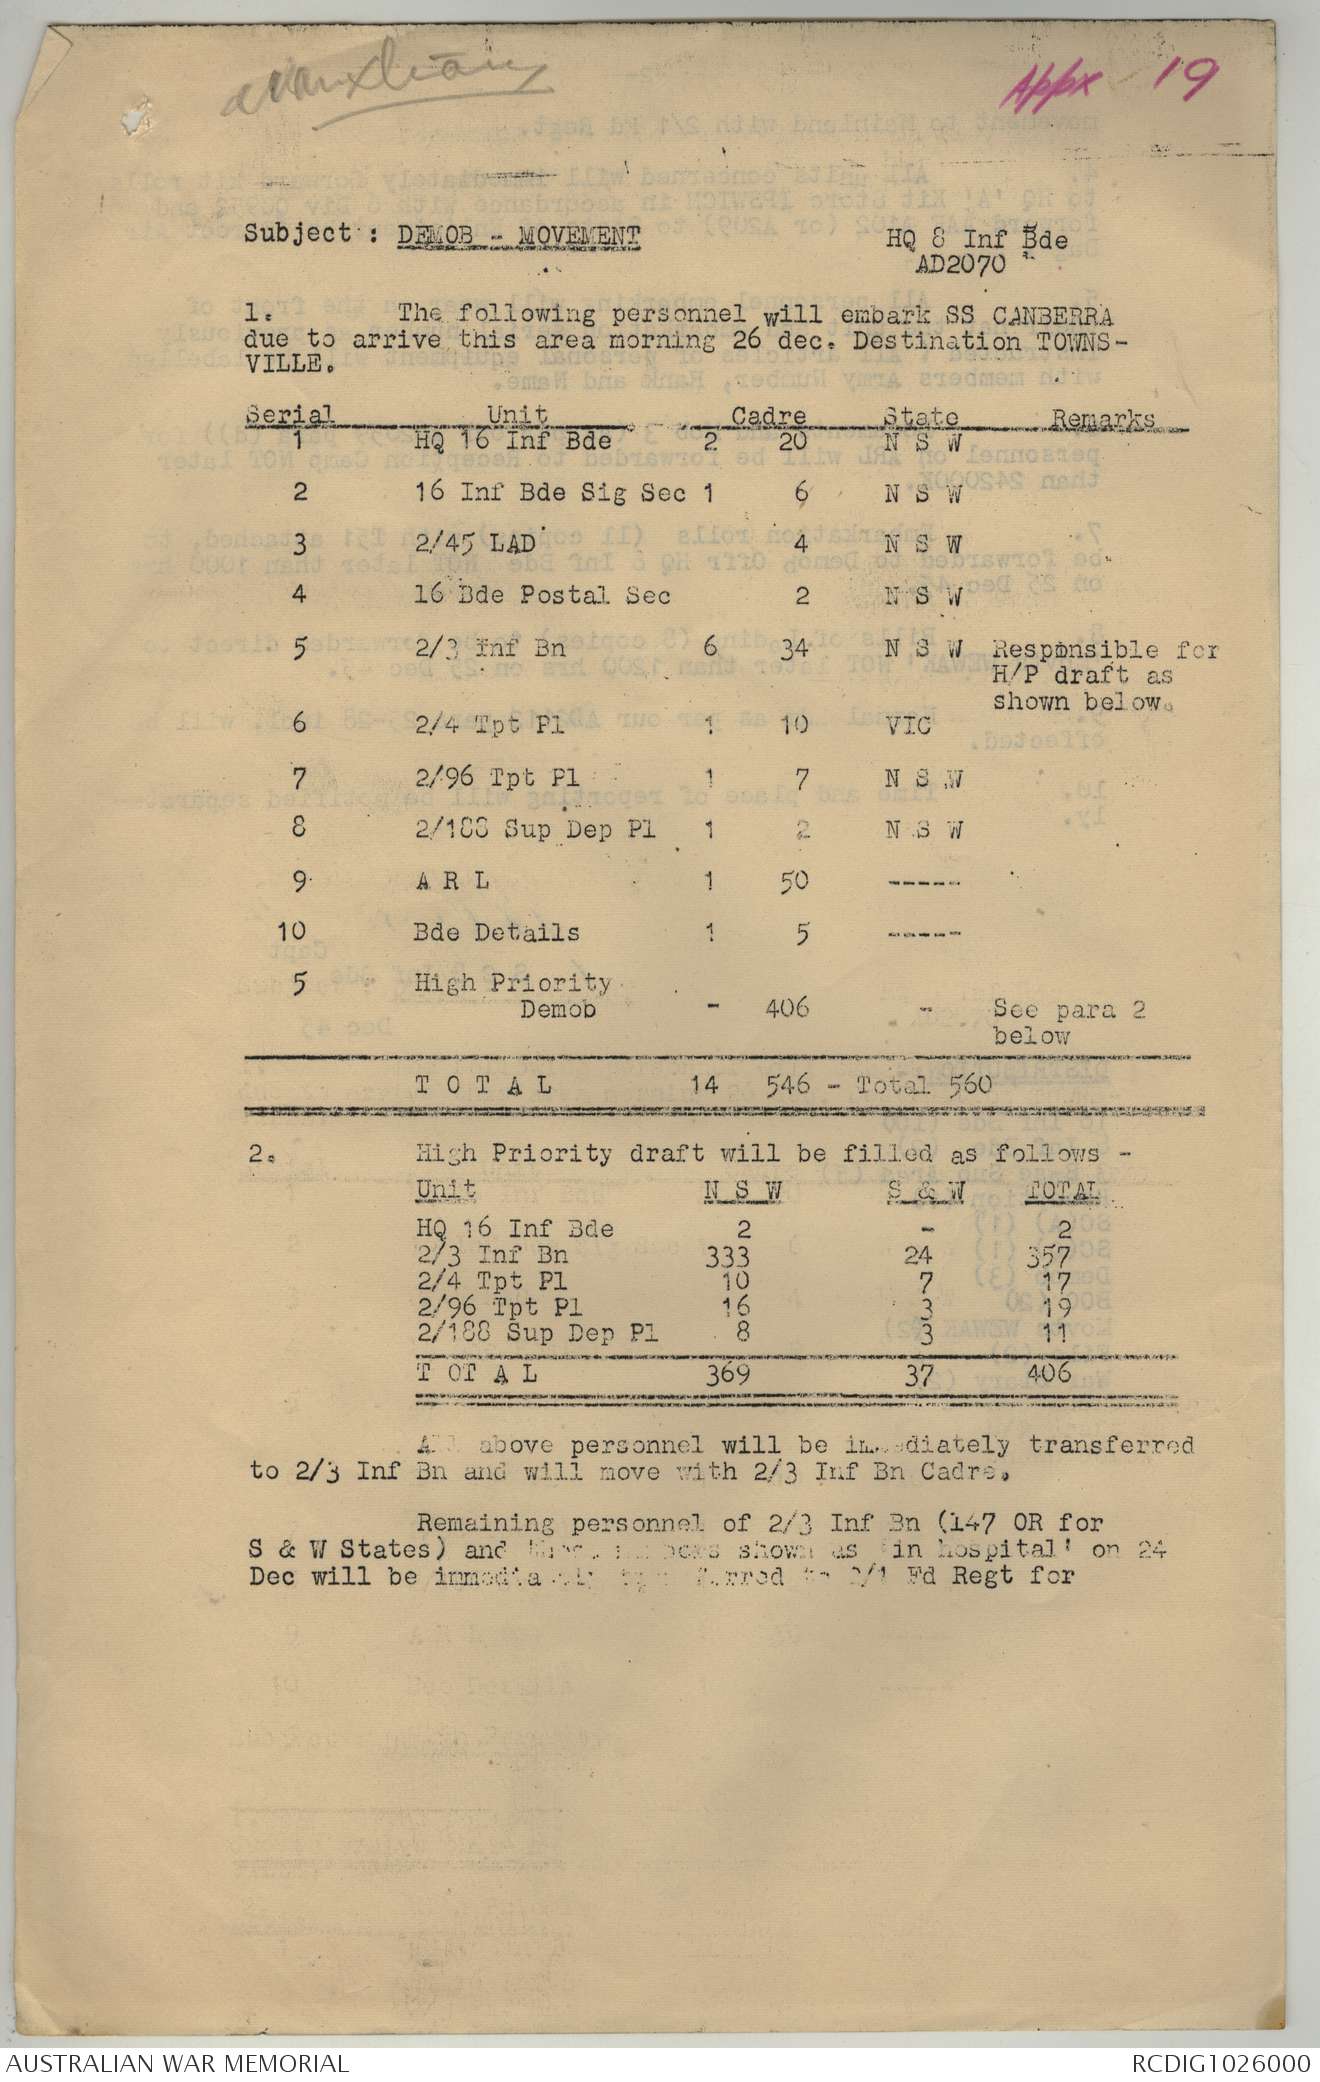 Appx 19
Subject : DEMOB - MOVEMENT
HQ 8 Inf Bde
AD2070
1. The following personnel will embark SS CANBERRA
due to arrive this area morning 26 dec. Destination TOWNS-
VILLE.
Serial Unit Cadre State Remarks
1 HQ 16 Inf Bde 2 20 N S W
2 16 Inf Bde Sig Sec 1 6 N S W
3 2/45 LAD 4 N S W
4 16 Bde Postal Sec 2 N S W
5 2/3 Inf Bn 6 34 N S W Responsible for
H/P draft as
shown below.
6 2/4 Tpt Pl 1 10 VIC
7 2/96 Tpt Pl 1 7 N S W
8 2/188 Sup Dep Pl 1 2 N S W
9 A R L 1 50 -----
10 Bde Details 1 5 -----
5 High Priority
Demob - 406 - See para 2
below
T O T A L 14 546 - Total 560
2. High Priority draft will be filled as follows -
Unit N S W S & W TOTAL
HQ 16 Inf Bde 2 - 2
2/3 Inf Bn 333 24 357
2/4 Tpt Pl 10 7 17
2/96 Tpt Pl 16 3 19
2/188 Sup Dep Pl 8 3 11
T OT A L 369 37 406
All above personnel will be immediately transferred
to 2/3 Inf Bn and will move with 2/3 Inf Bn Cadre.
Remaining personnel of 2/3 Inf Bn (147 OR for
S & W States) and shown as 'in hospital' on 24
Dec will be immediately transferred to 2/1 Fd Regt for
AUSTRALIAN WAR MEMORIAL
RCDIG1026000